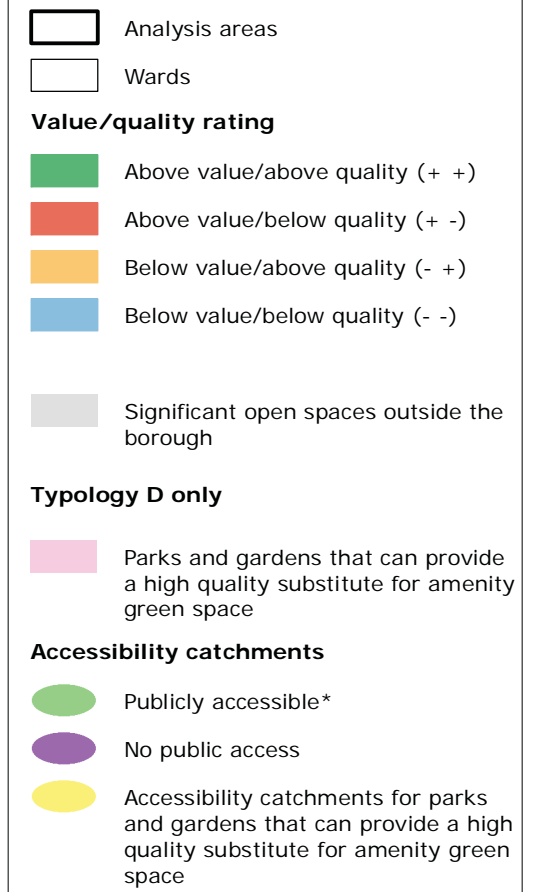 Analysis areas
Wards
Value/quality rating
Above value/above quality (+ +)
Above value/below quality (+ -)
Below value/above quality (- +)
Below value/below quality (- -)
Significant open spaces outside the
borough
Typology D only
Parks and gardens that can provide
a high quality substitute for amenity
green space
Accessibility catchments
Publicly accessible*
No public access
Accessibility catchments for parks
and gardens that can provide a high
quality substitute for amenity green
space